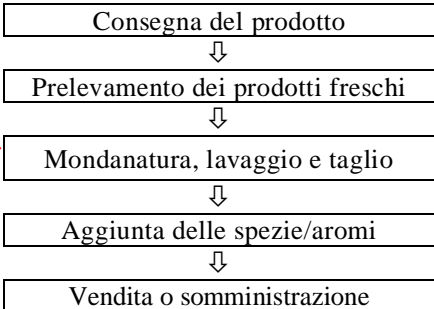 Consegna del prodotto
Prelevamento dei prodotti freschi
Mondanatura, lavaggio e taglio
Aggiunta delle spezie/aromi
Vendita o somministrazione